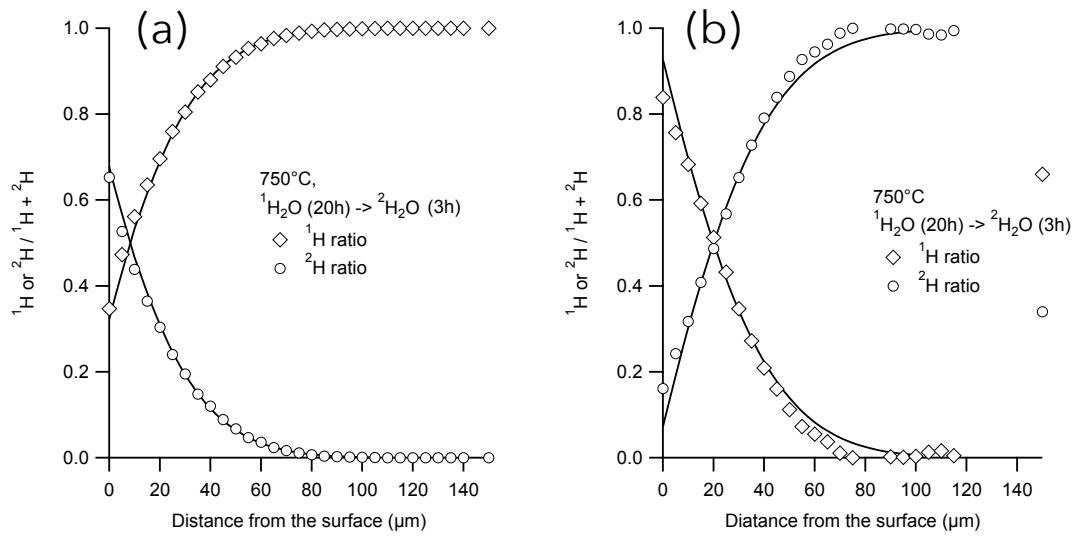 (a)
1.0
0.8
0.6
0.4
0.2
0.0
¹H or ²H / ¹H + ²H
750°C,
¹H₂O (20h) -> ²H₂O (3h)
¹H ratio
²H ratio
0 20 40 60 80 100 120 140
Distance from the surface (µm)
(b)
1.0
0.8
0.6
0.4
0.2
0.0
¹H or ²H / ¹H + ²H
750°C
¹H₂O (20h) -> ²H₂O (3h)
¹H ratio
²H ratio
0 20 40 60 80 100 120 140
Diatance from the surface (µm)